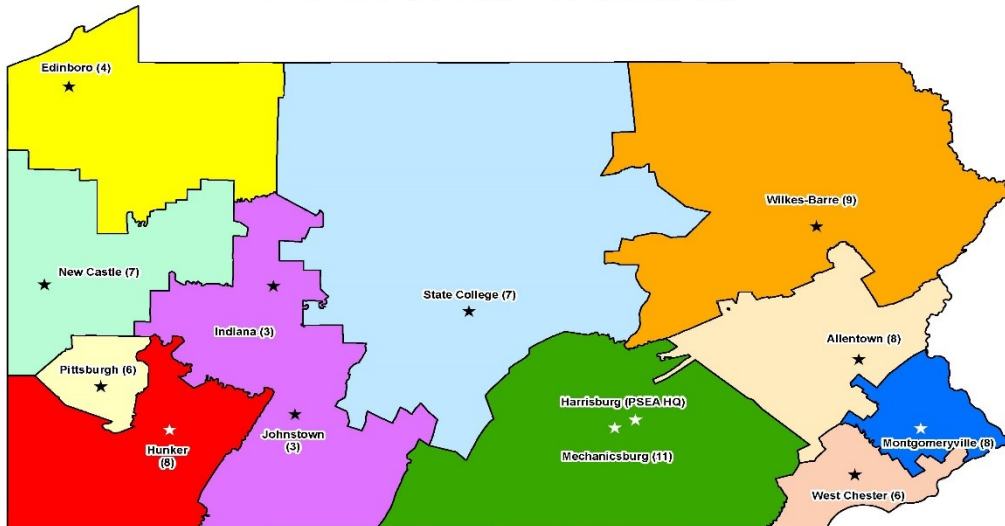 Edinboro (4)
Wilkes-Barre (9)
New Castle (7)
State College (7)
Indiana (3)
Allentown (8)
Pittsburgh (6)
Harrisburg (PSEA HQ)
Johnstown
(3)
Hunker
(8)
Montgomeryville (8)
Mechanicsburg (11)
West Chester (6)